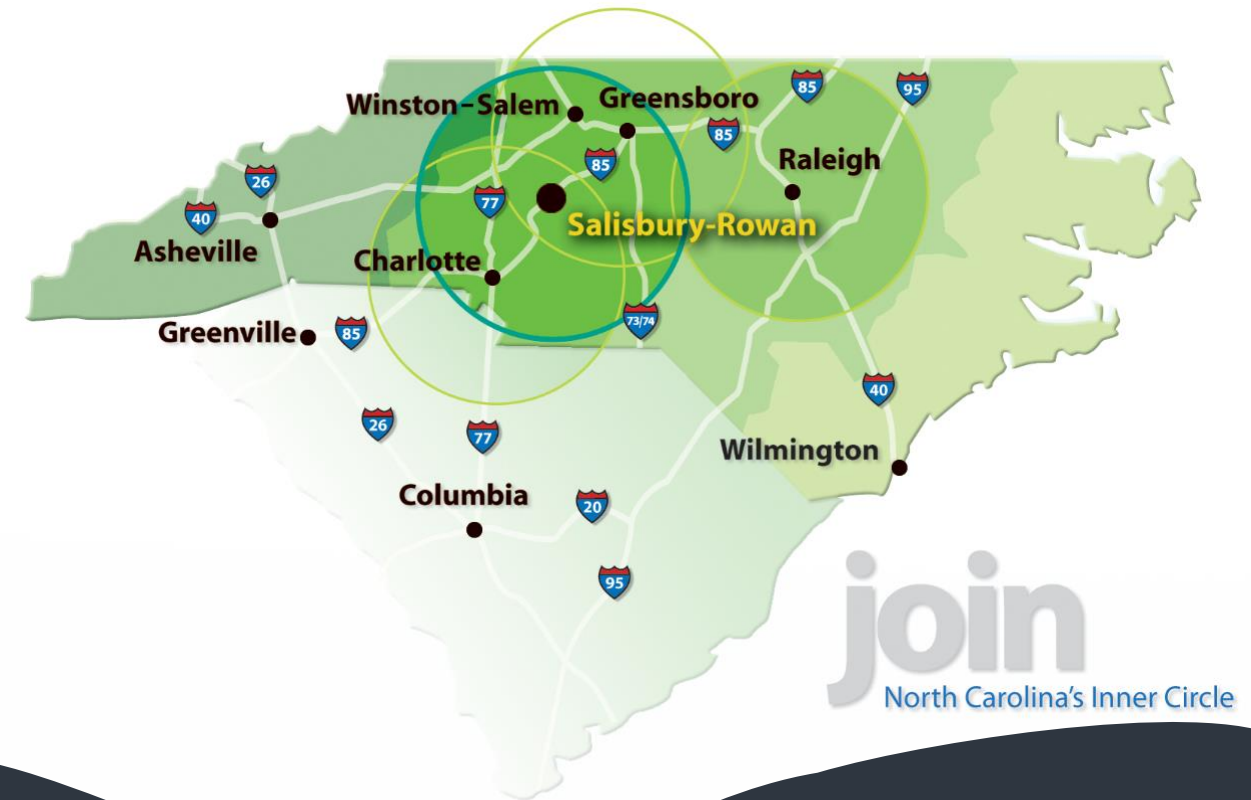 85
95
Winston-Salem
Greensboro
85
85
Raleigh
26
77
40
Salisbury-Rowan
Asheville
Charlotte
73/74
Greenville
85
40
26
77
Wilmington
Columbia
20
95
join
North Carolina's Inner Circle